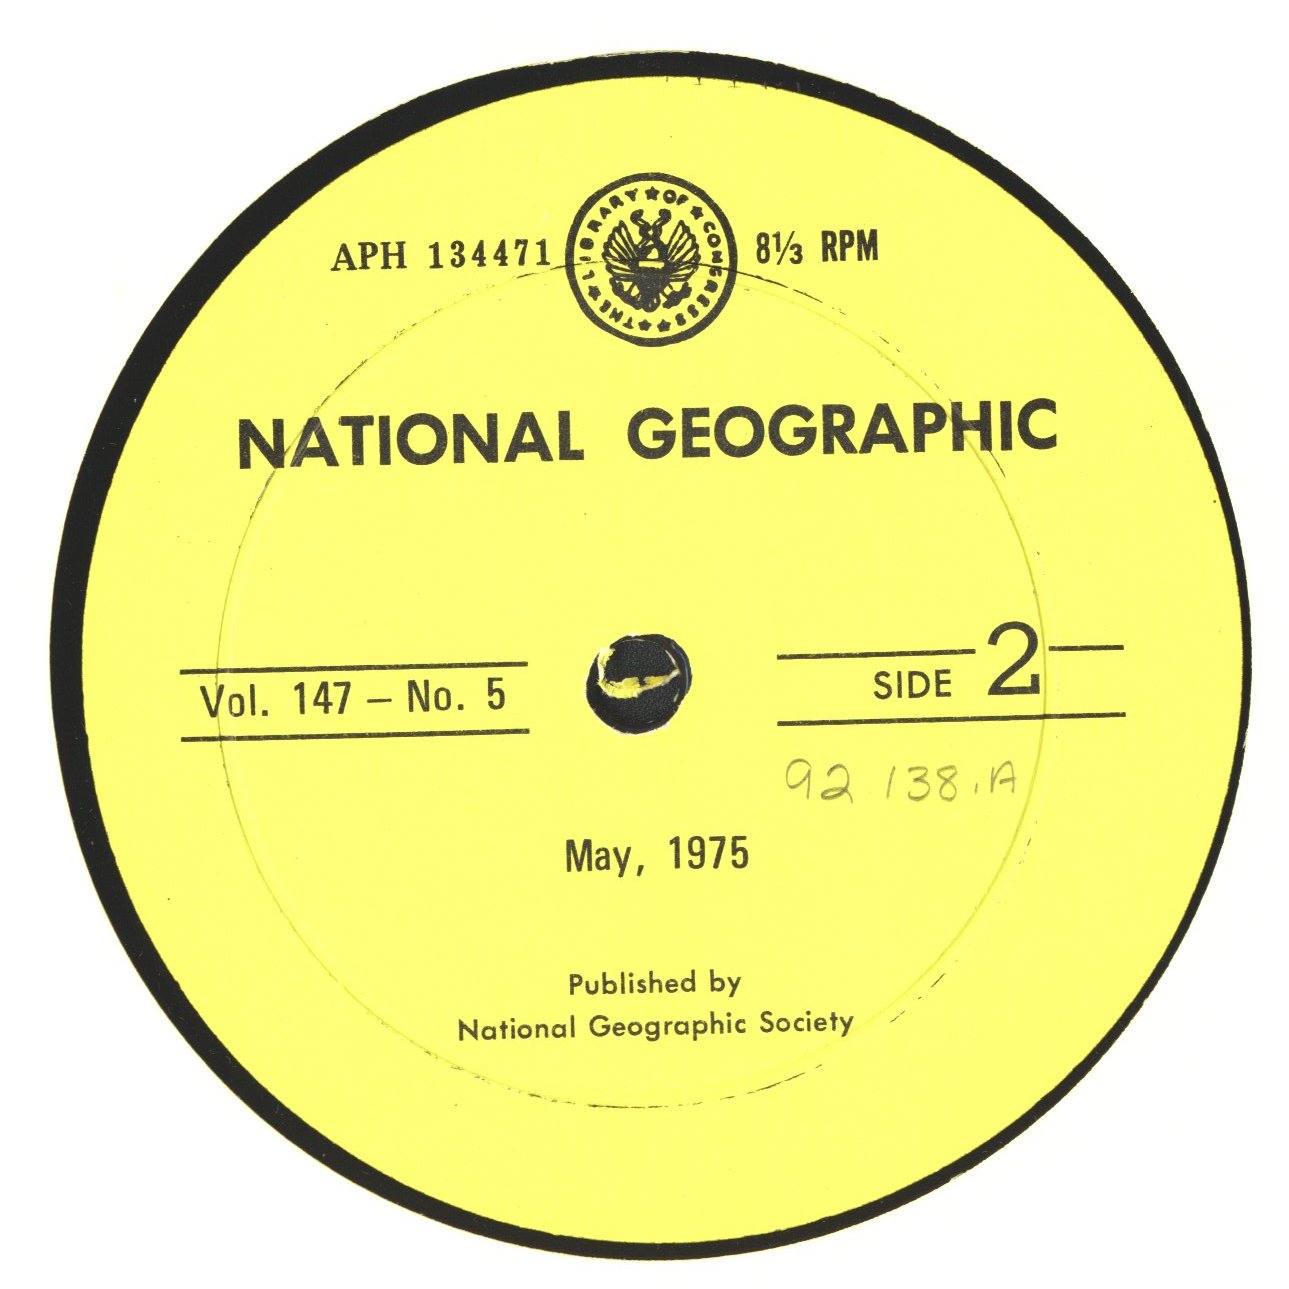 APH 134471
THE ★ LIBRARY ★ OF ★ CONGRESS ★ ★
8⅓ RPM
NATIONAL GEOGRAPHIC
Vol. 147 – No. 5
SIDE 2
92.138.A
May, 1975
Published by
National Geographic Society